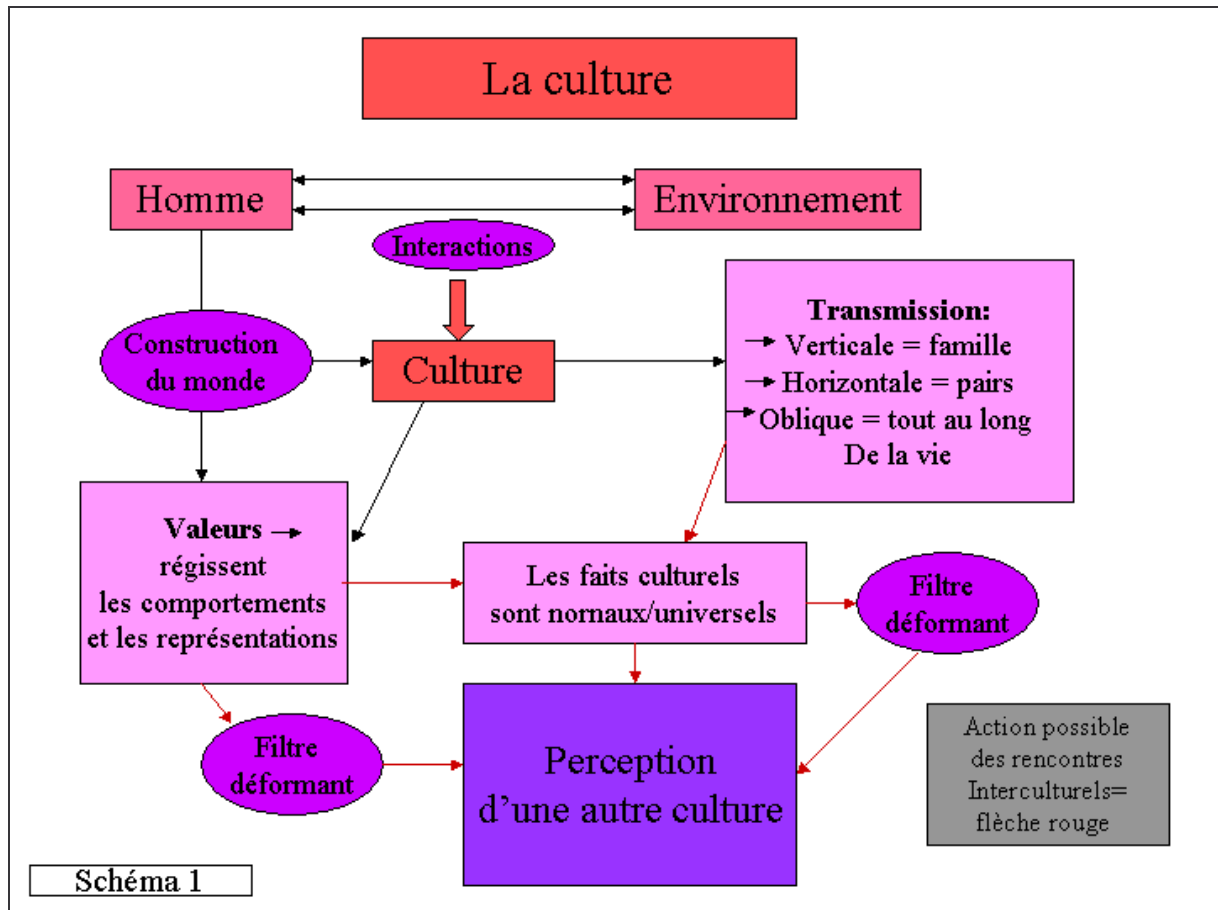 La culture
Homme
Environnement
Interactions
Construction
du monde
Culture
Transmission:
Verticale = famille
Horizontale = pairs
Oblique = tout au long
De la vie
Valeurs
régissent
les comportements
et les représentations
Les faits culturels
sont nornaux/universels
Filtre
déformant
Filtre
déformant
Perception
d’une autre culture
Action possible
des rencontres
Interculturels=
flèche rouge
Schéma 1